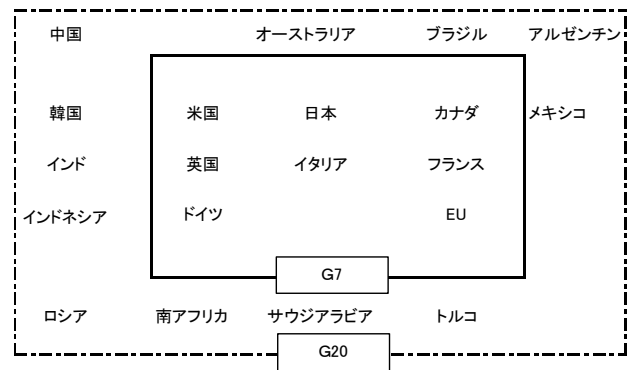 中国 オーストラリア ブラジル アルゼンチン
韓国 米国 日本 カナダ メキシコ
インド 英国 イタリア フランス
インドネシア ドイツ EU
G7
ロシア 南アフリカ サウジアラビア トルコ
G20